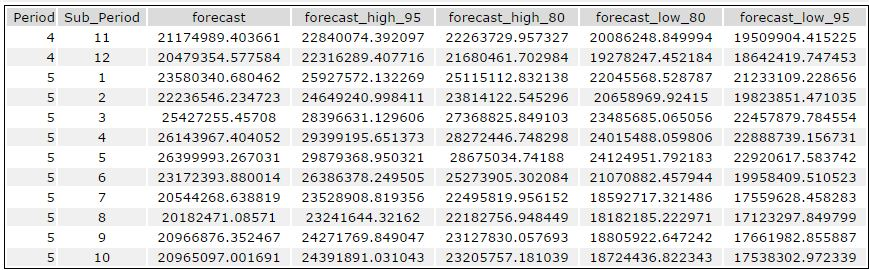 Period Sub_Period forecast forecast_high_95 forecast_high_80 forecast_low_80 forecast_low_95
4 11 21174989.403661 22840074.392097 22263729.957327 20086248.849994 19509904.415225
4 12 20479354.577584 22316289.407716 21680461.702984 19278247.452184 18642419.747453
5 1 23580340.680462 25927572.132269 25115112.832138 22045568.528787 21233109.228656
5 2 22236546.234723 24649240.998411 23814122.545296 20658969.92415 19823851.471035
5 3 25427255.45708 28396631.129606 27368825.849103 23485685.065056 22457879.784554
5 4 26143967.404052 29399195.651373 28272446.748298 24015488.059806 22888739.156731
5 5 26399993.267031 29879368.950321 28675034.74188 24124951.792183 22920617.583742
5 6 23172393.880014 26386378.249505 25273905.302084 21070882.457944 19958409.510523
5 7 20544268.638819 23528908.819356 22495819.956152 18592717.321486 17559628.458283
5 8 20182471.08571 23241644.32162 22182756.948449 18182185.222971 17123297.849799
5 9 20966876.352467 24271769.849047 23127830.057693 18805922.647242 17661982.855887
5 10 20965097.001691 24391891.031043 23205757.181039 18724436.822343 17538302.972339